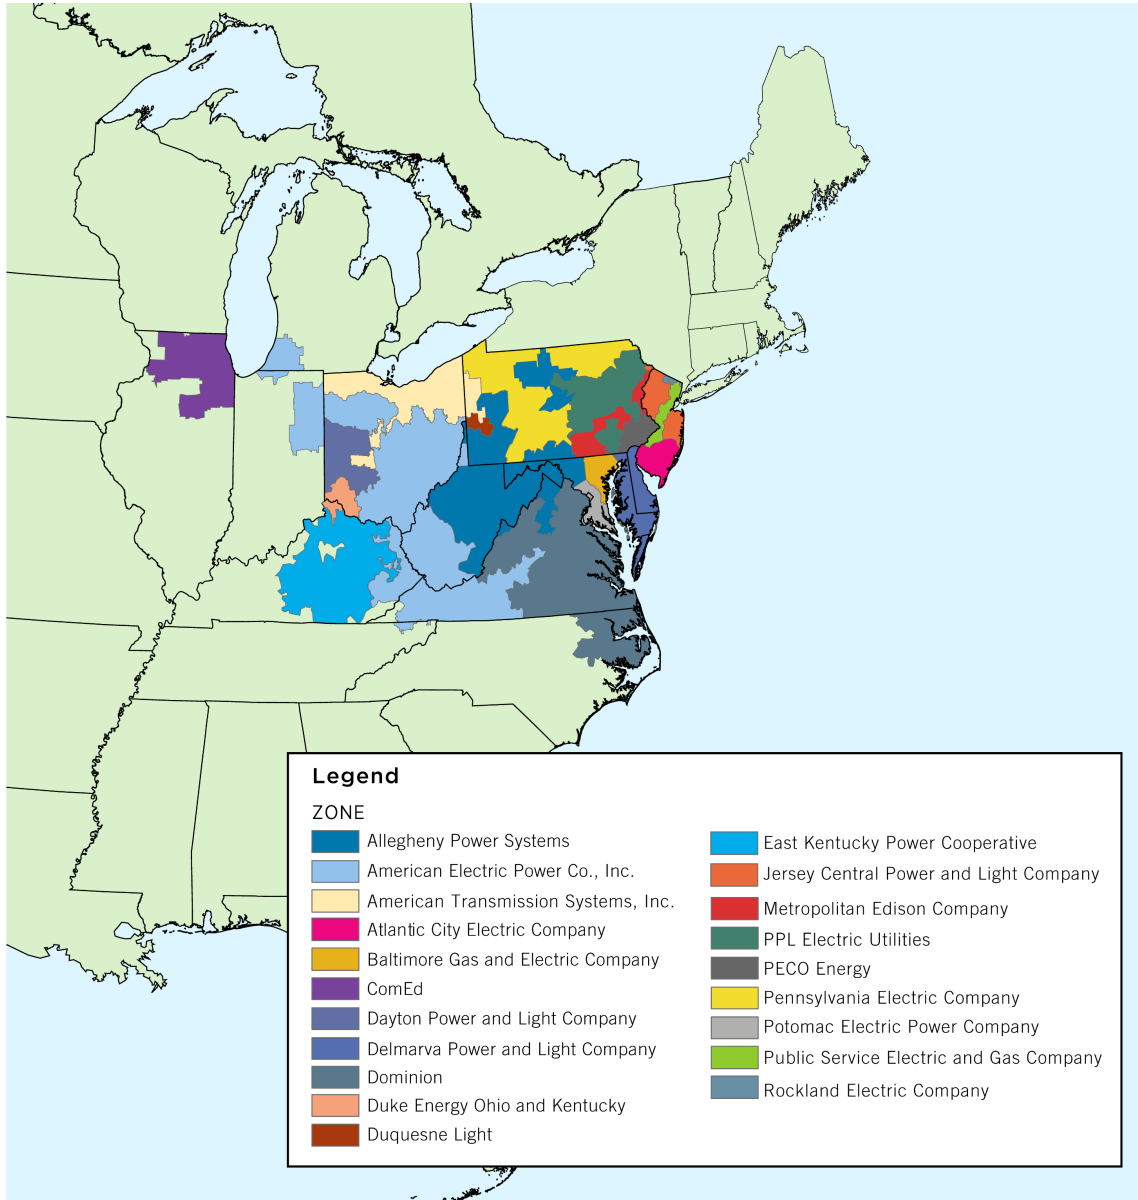 Legend
ZONE
Allegheny Power Systems
American Electric Power Co., Inc.
American Transmission Systems, Inc.
Atlantic City Electric Company
Baltimore Gas and Electric Company
ComEd
Dayton Power and Light Company
Delmarva Power and Light Company
Dominion
Duke Energy Ohio and Kentucky
Duquesne Light
East Kentucky Power Cooperative
Jersey Central Power and Light Company
Metropolitan Edison Company
PPL Electric Utilities
PECO Energy
Pennsylvania Electric Company
Potomac Electric Power Company
Public Service Electric and Gas Company
Rockland Electric Company